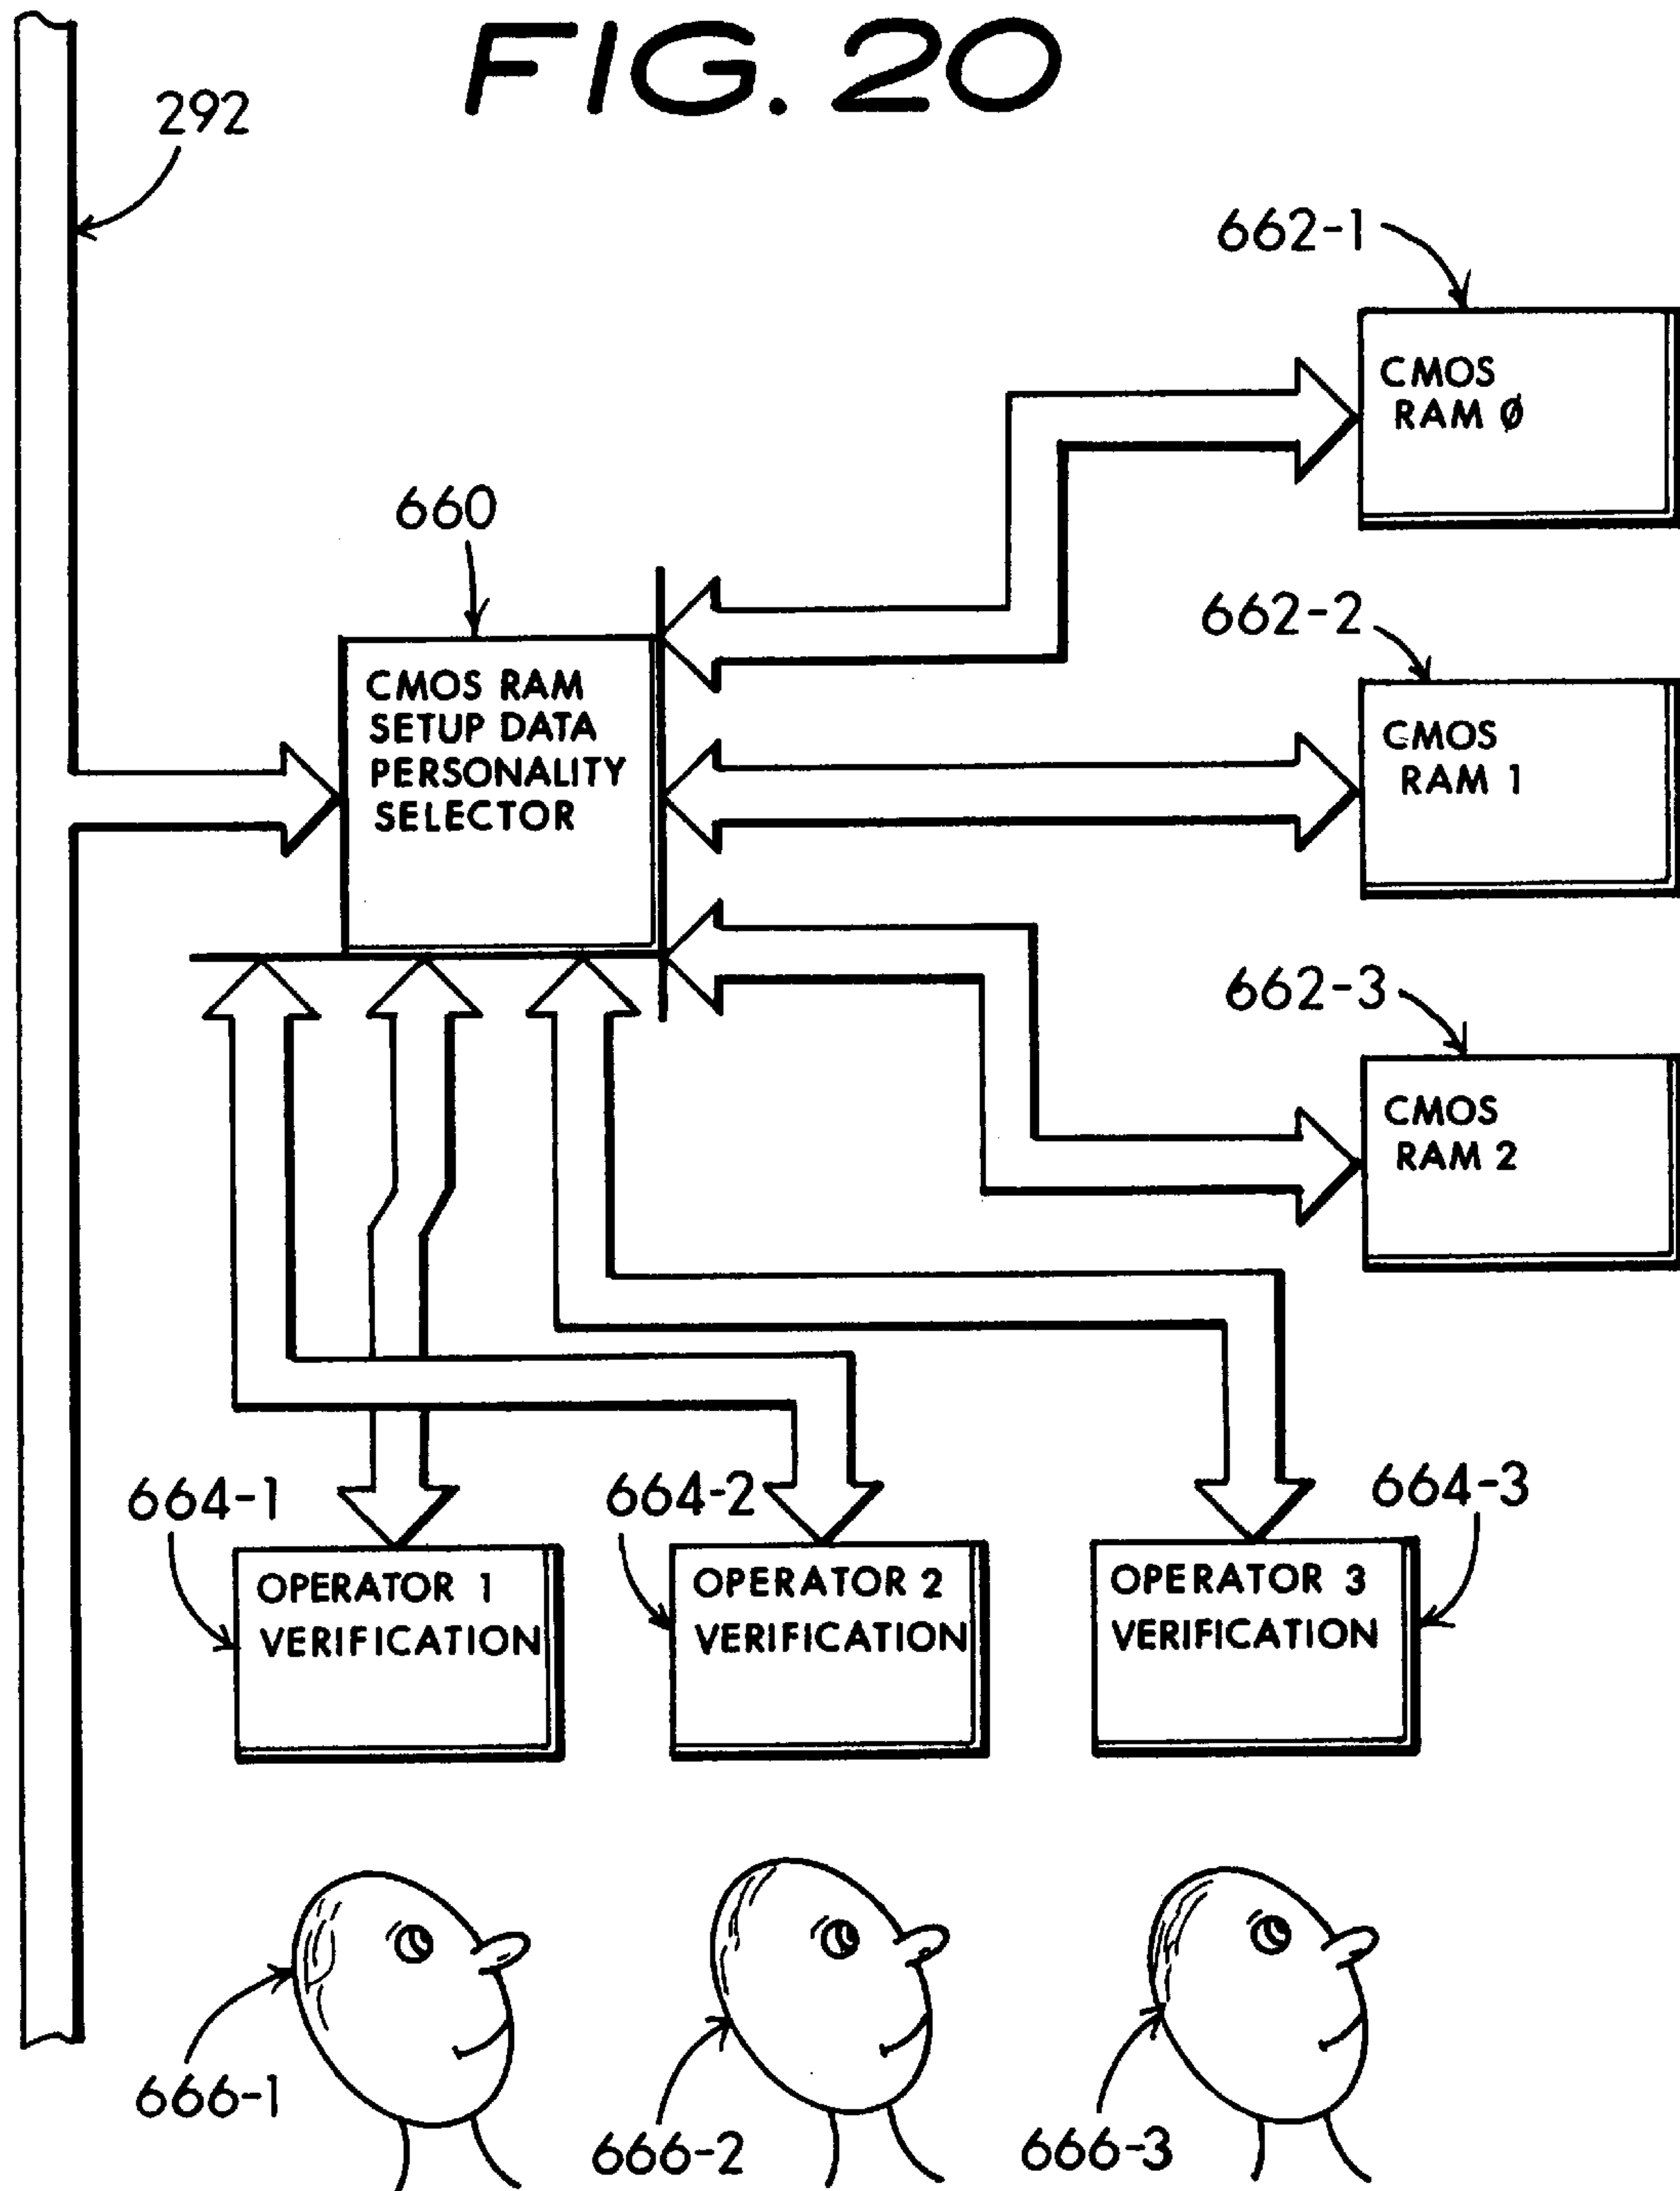 FIG. 20
292
662-1
CMOS
RAM Ø
660
662-2
CMOS RAM
SETUP DATA
PERSONALITY
SELECTOR
CMOS
RAM 1
662-3
CMOS
RAM 2
664-1
664-2
664-3
OPERATOR 1
VERIFICATION
OPERATOR 2
VERIFICATION
OPERATOR 3
VERIFICATION
666-1
666-2
666-3